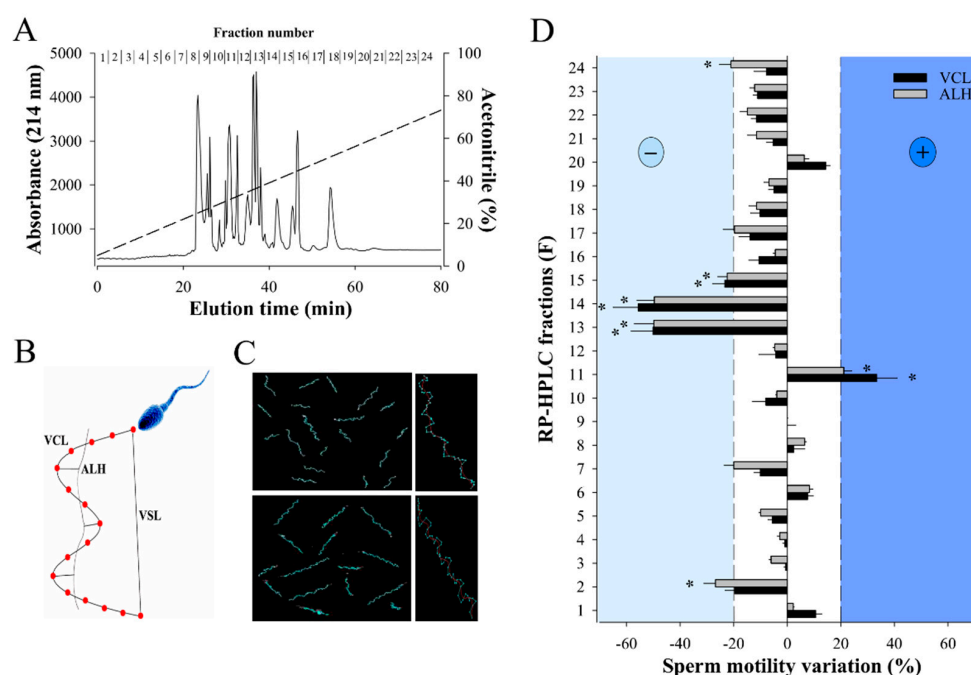 A
Fraction number
1 2 3 4 5 6 7 8 9 10 11 12 13 14 15 16 17 18 19 20 21 22 23 24
5000
4000
3000
2000
1000
Absorbance (214 nm)
100
80
60
40
20
0
Acetonitrile (%)
0 20 40 60 80
Elution time (min)
B
VCL
ALH
VSL
C
D
VCL
ALH
−
+
RP-HPLC fractions (F)
24 *
23
22
21
20
19
18
17
16
15 * *
14 * *
13 * *
12
11 * *
10
9
8
7
6
5
4
3
2 *
1
-60 -40 -20 0 20 40 60
Sperm motility variation (%)